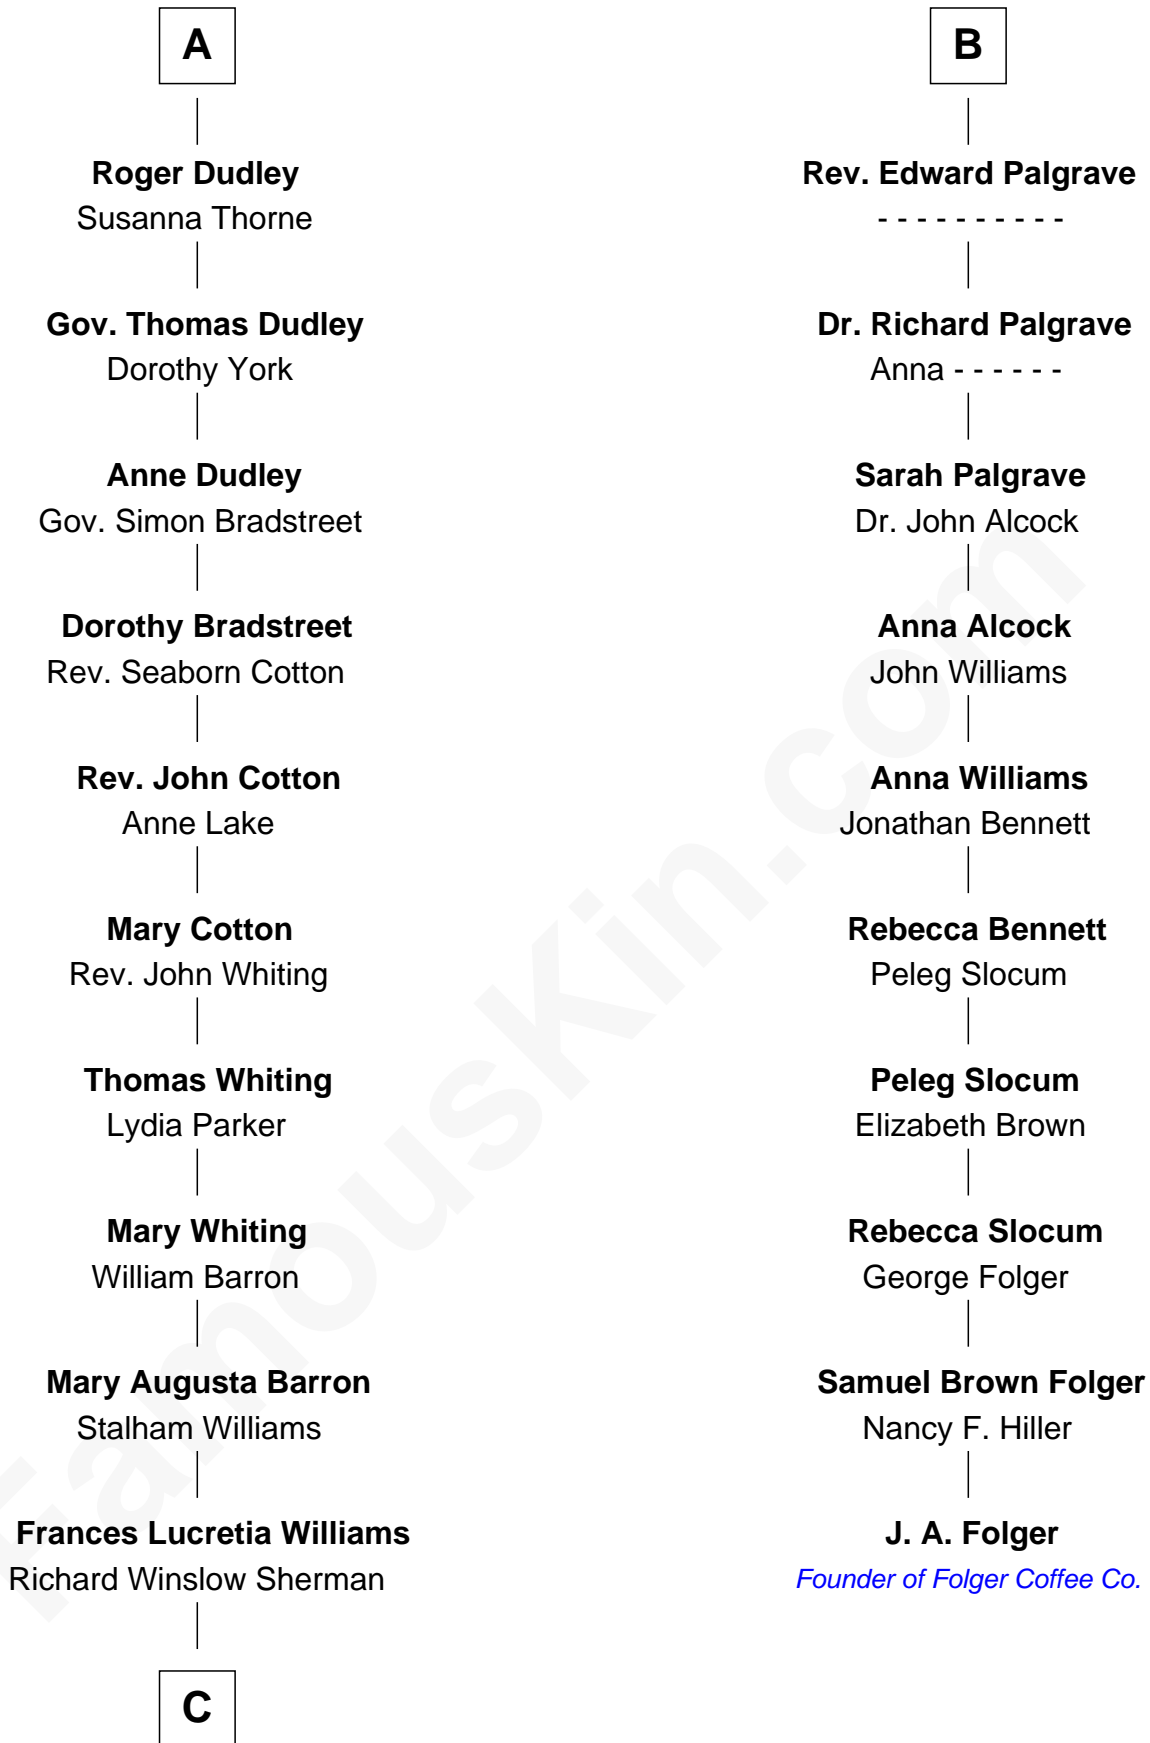 A
Roger Dudley
Susanna Thorne
Gov. Thomas Dudley
Dorothy York
Anne Dudley
Gov. Simon Bradstreet
Dorothy Bradstreet
Rev. Seaborn Cotton
Rev. John Cotton
Anne Lake
Mary Cotton
Rev. John Whiting
Thomas Whiting
Lydia Parker
Mary Whiting
William Barron
Mary Augusta Barron
Stalham Williams
Frances Lucretia Williams
Richard Winslow Sherman
C
B
Rev. Edward Palgrave
- - - - - - - - - -
Dr. Richard Palgrave
Anna - - - - - -
Sarah Palgrave
Dr. John Alcock
Anna Alcock
John Williams
Anna Williams
Jonathan Bennett
Rebecca Bennett
Peleg Slocum
Peleg Slocum
Elizabeth Brown
Rebecca Slocum
George Folger
Samuel Brown Folger
Nancy F. Hiller
J. A. Folger
Founder of Folger Coffee Co.
FamousKin.com